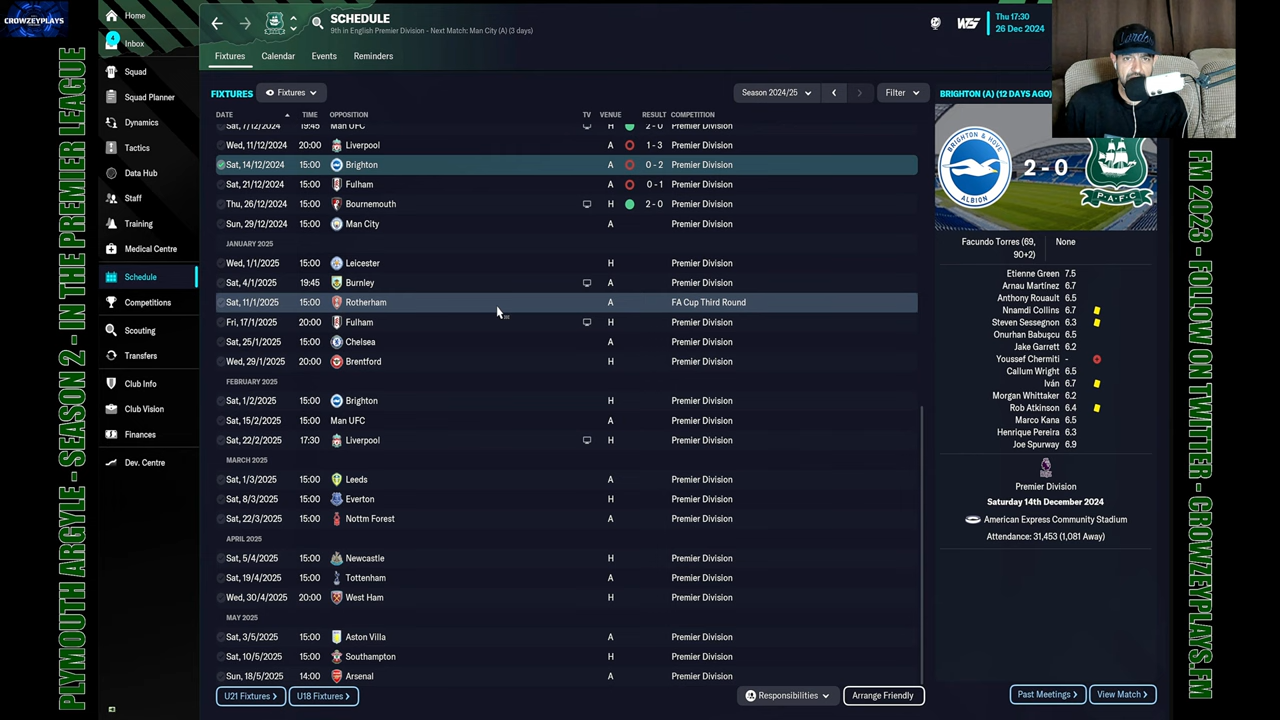 CROWZEYPLAYS
PLYMOUTH ARGYLE - SEASON 2 - IN THE PREMIER LEAGUE
Home
4
Inbox
Squad
Squad Planner
Dynamics
Tactics
Data Hub
Staff
Training
Medical Centre
Schedule
Competitions
Scouting
Transfers
Club Info
Club Vision
Finances
Dev. Centre
SCHEDULE
9th in English Premier Division - Next Match: Man City (A) (3 days)
Thu 17:30
26 Dec 2024
Fixtures Calendar Events Reminders
FIXTURES Fixtures Season 2024/25 Filter
DATE TIME OPPOSITION TV VENUE RESULT COMPETITION
Sat, 7/12/2024 19:45 Man UFC H 2 - 0 Premier Division
Wed, 11/12/2024 20:00 Liverpool A 1 - 3 Premier Division
Sat, 14/12/2024 15:00 Brighton A 0 - 2 Premier Division
Sat, 21/12/2024 15:00 Fulham A 0 - 1 Premier Division
Thu, 26/12/2024 15:00 Bournemouth H 2 - 0 Premier Division
Sun, 29/12/2024 15:00 Man City A Premier Division
JANUARY 2025
Wed, 1/1/2025 15:00 Leicester H Premier Division
Sat, 4/1/2025 19:45 Burnley A Premier Division
Sat, 11/1/2025 15:00 Rotherham A FA Cup Third Round
Fri, 17/1/2025 20:00 Fulham H Premier Division
Sat, 25/1/2025 15:00 Chelsea A Premier Division
Wed, 29/1/2025 20:00 Brentford H Premier Division
FEBRUARY 2025
Sat, 1/2/2025 15:00 Brighton H Premier Division
Sat, 15/2/2025 15:00 Man UFC A Premier Division
Sat, 22/2/2025 17:30 Liverpool H Premier Division
MARCH 2025
Sat, 1/3/2025 15:00 Leeds A Premier Division
Sat, 8/3/2025 15:00 Everton H Premier Division
Sat, 22/3/2025 15:00 Nottm Forest A Premier Division
APRIL 2025
Sat, 5/4/2025 15:00 Newcastle H Premier Division
Sat, 19/4/2025 15:00 Tottenham A Premier Division
Wed, 30/4/2025 20:00 West Ham H Premier Division
MAY 2025
Sat, 3/5/2025 15:00 Aston Villa A Premier Division
Sat, 10/5/2025 15:00 Southampton H Premier Division
Sun, 18/5/2025 14:00 Arsenal A Premier Division
U21 Fixtures > U18 Fixtures > Responsibilities Arrange Friendly
BRIGHTON (A) (12 DAYS AGO)
BRIGHTON & HOVE
ALBION
2 - 0
P.A.F.C
Facundo Torres (69, None
90+2)
Etienne Green 7.5
Arnau Martínez 6.7
Anthony Rouault 6.5
Nnamdi Collins 6.7
Steven Sessegnon 6.3
Onurhan Babuşcu 6.5
Jake Garrett 6.2
Youssef Chermiti -
Callum Wright 6.5
Iván 6.7
Morgan Whittaker 6.2
Rob Atkinson 6.4
Marco Kana 6.5
Henrique Pereira 6.3
Joe Spurway 6.9
Premier Division
Saturday 14th December 2024
American Express Community Stadium
Attendance: 31,453 (1,081 Away)
Past Meetings > View Match >
FM 2023 - FOLLOW ON TWITTER - CROWZEYPLAYS.FM